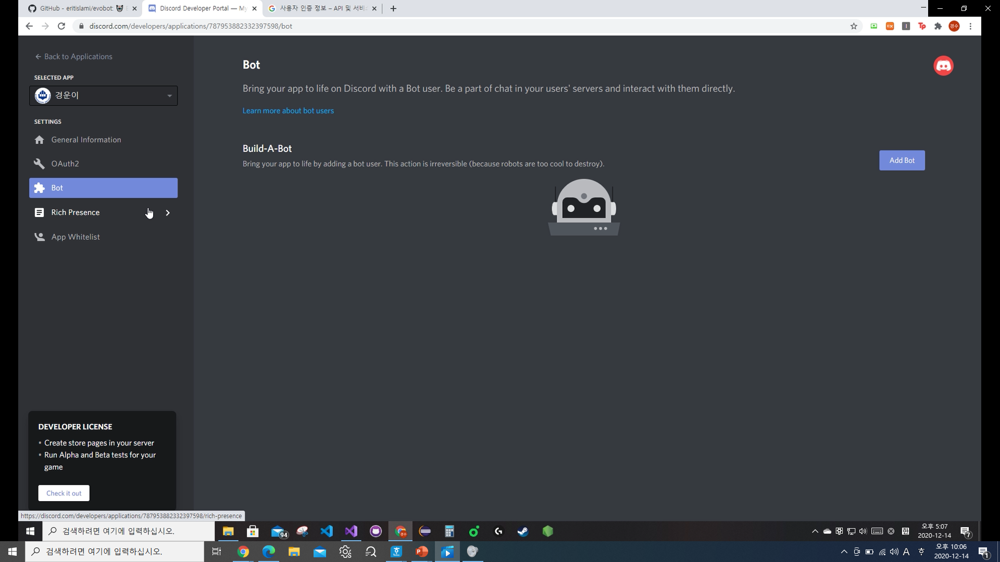 GitHub - eritislami/evobot:
Discord Developer Portal — My
사용자 인증 정보 – API 및 서비스
discord.com/developers/applications/787953882332397598/bot
경수
Back to Applications
SELECTED APP
경운이
SETTINGS
General Information
OAuth2
Bot
Rich Presence
App Whitelist
DEVELOPER LICENSE
• Create store pages in your server
• Run Alpha and Beta tests for your
game
Check it out
Bot
Bring your app to life on Discord with a Bot user. Be a part of chat in your users' servers and interact with them directly.
Learn more about bot users
Build-A-Bot
Bring your app to life by adding a bot user. This action is irreversible (because robots are too cool to destroy).
Add Bot
https://discord.com/developers/applications/787953882332397598/rich-presence
검색하려면 여기에 입력하십시오.
94
오후 5:07
2020-12-14
7
검색하려면 여기에 입력하십시오.
A
오후 10:06
2020-12-14
1